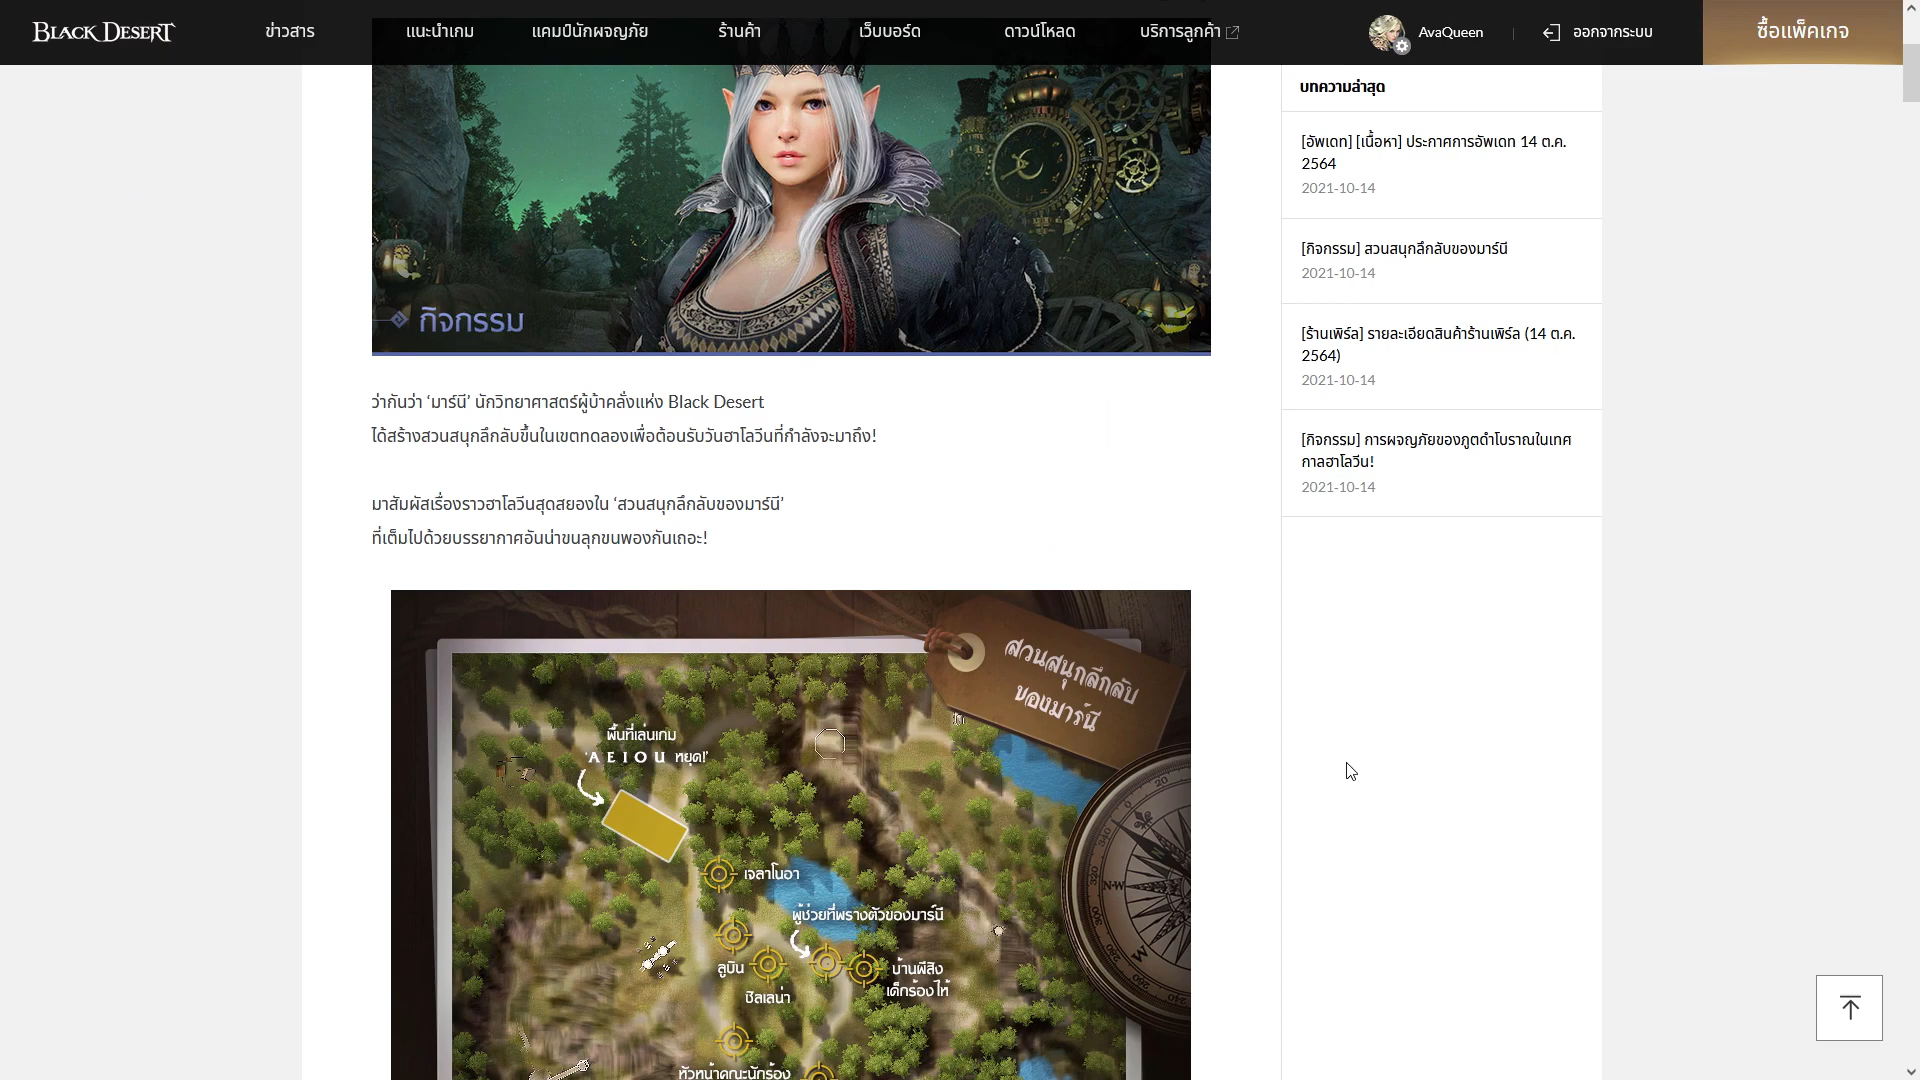 BLACK DESERT
ข่าวสาร
แนะนำเกม
แคมป์นักผจญภัย
ร้านค้า
เว็บบอร์ด
ดาวน์โหลด
บริการลูกค้า
AvaQueen
ออกจากระบบ
ซื้อแพ็คเกจ
กิจกรรม
ว่ากันว่า ‘มาร์นี’ นักวิทยาศาสตร์ผู้บ้าคลั่งแห่ง Black Desert
ได้สร้างสวนสนุกลึกลับขึ้นในเขตทดลองเพื่อต้อนรับวันฮาโลวีนที่กำลังจะมาถึง!
มาสัมผัสเรื่องราวฮาโลวีนสุดสยองใน ‘สวนสนุกลึกลับของมาร์นี’
ที่เต็มไปด้วยบรรยากาศอันน่าขนลุกขนพองกันเถอะ!
สวนสนุกลึกลับ
ของมาร์นี
พื้นที่เล่นเกม
‘A E I O U หยุด!’
เจลาโนอา
ผู้ช่วยที่พรางตัวของมาร์นี
ลูบิน
ชิลเลน่า
บ้านผีสิง
เด็กร้องไห้
หัวหน้าคณะนักร้อง
บทความล่าสุด
[อัพเดท] [เนื้อหา] ประกาศการอัพเดท 14 ต.ค.
2564
2021-10-14
[กิจกรรม] สวนสนุกลึกลับของมาร์นี
2021-10-14
[ร้านเพิร์ล] รายละเอียดสินค้าร้านเพิร์ล (14 ต.ค.
2564)
2021-10-14
[กิจกรรม] การผจญภัยของภูตดำโบราณในเทศ
กาลฮาโลวีน!
2021-10-14